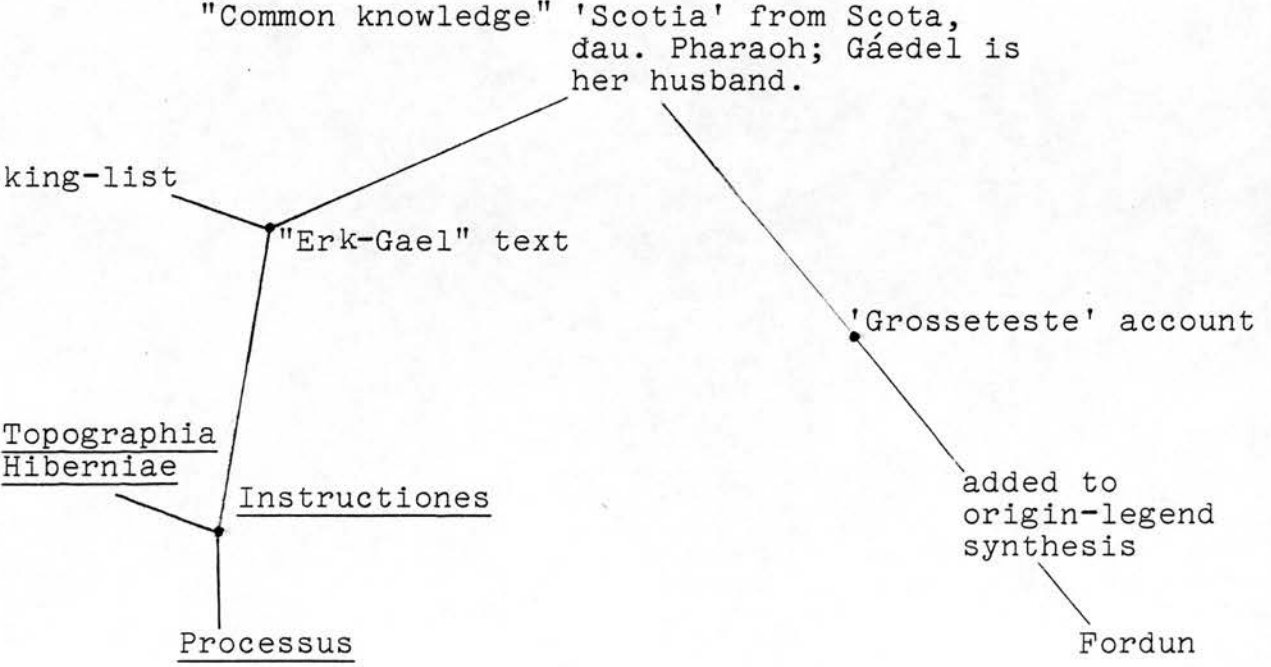 "Common knowledge" 'Scotia' from Scota,
dau. Pharaoh; Gáedel is
her husband.
king-list
"Erk-Gael" text
'Grosseteste' account
Topographia
Hiberniae
Instructiones
added to
origin-legend
synthesis
Processus
Fordun